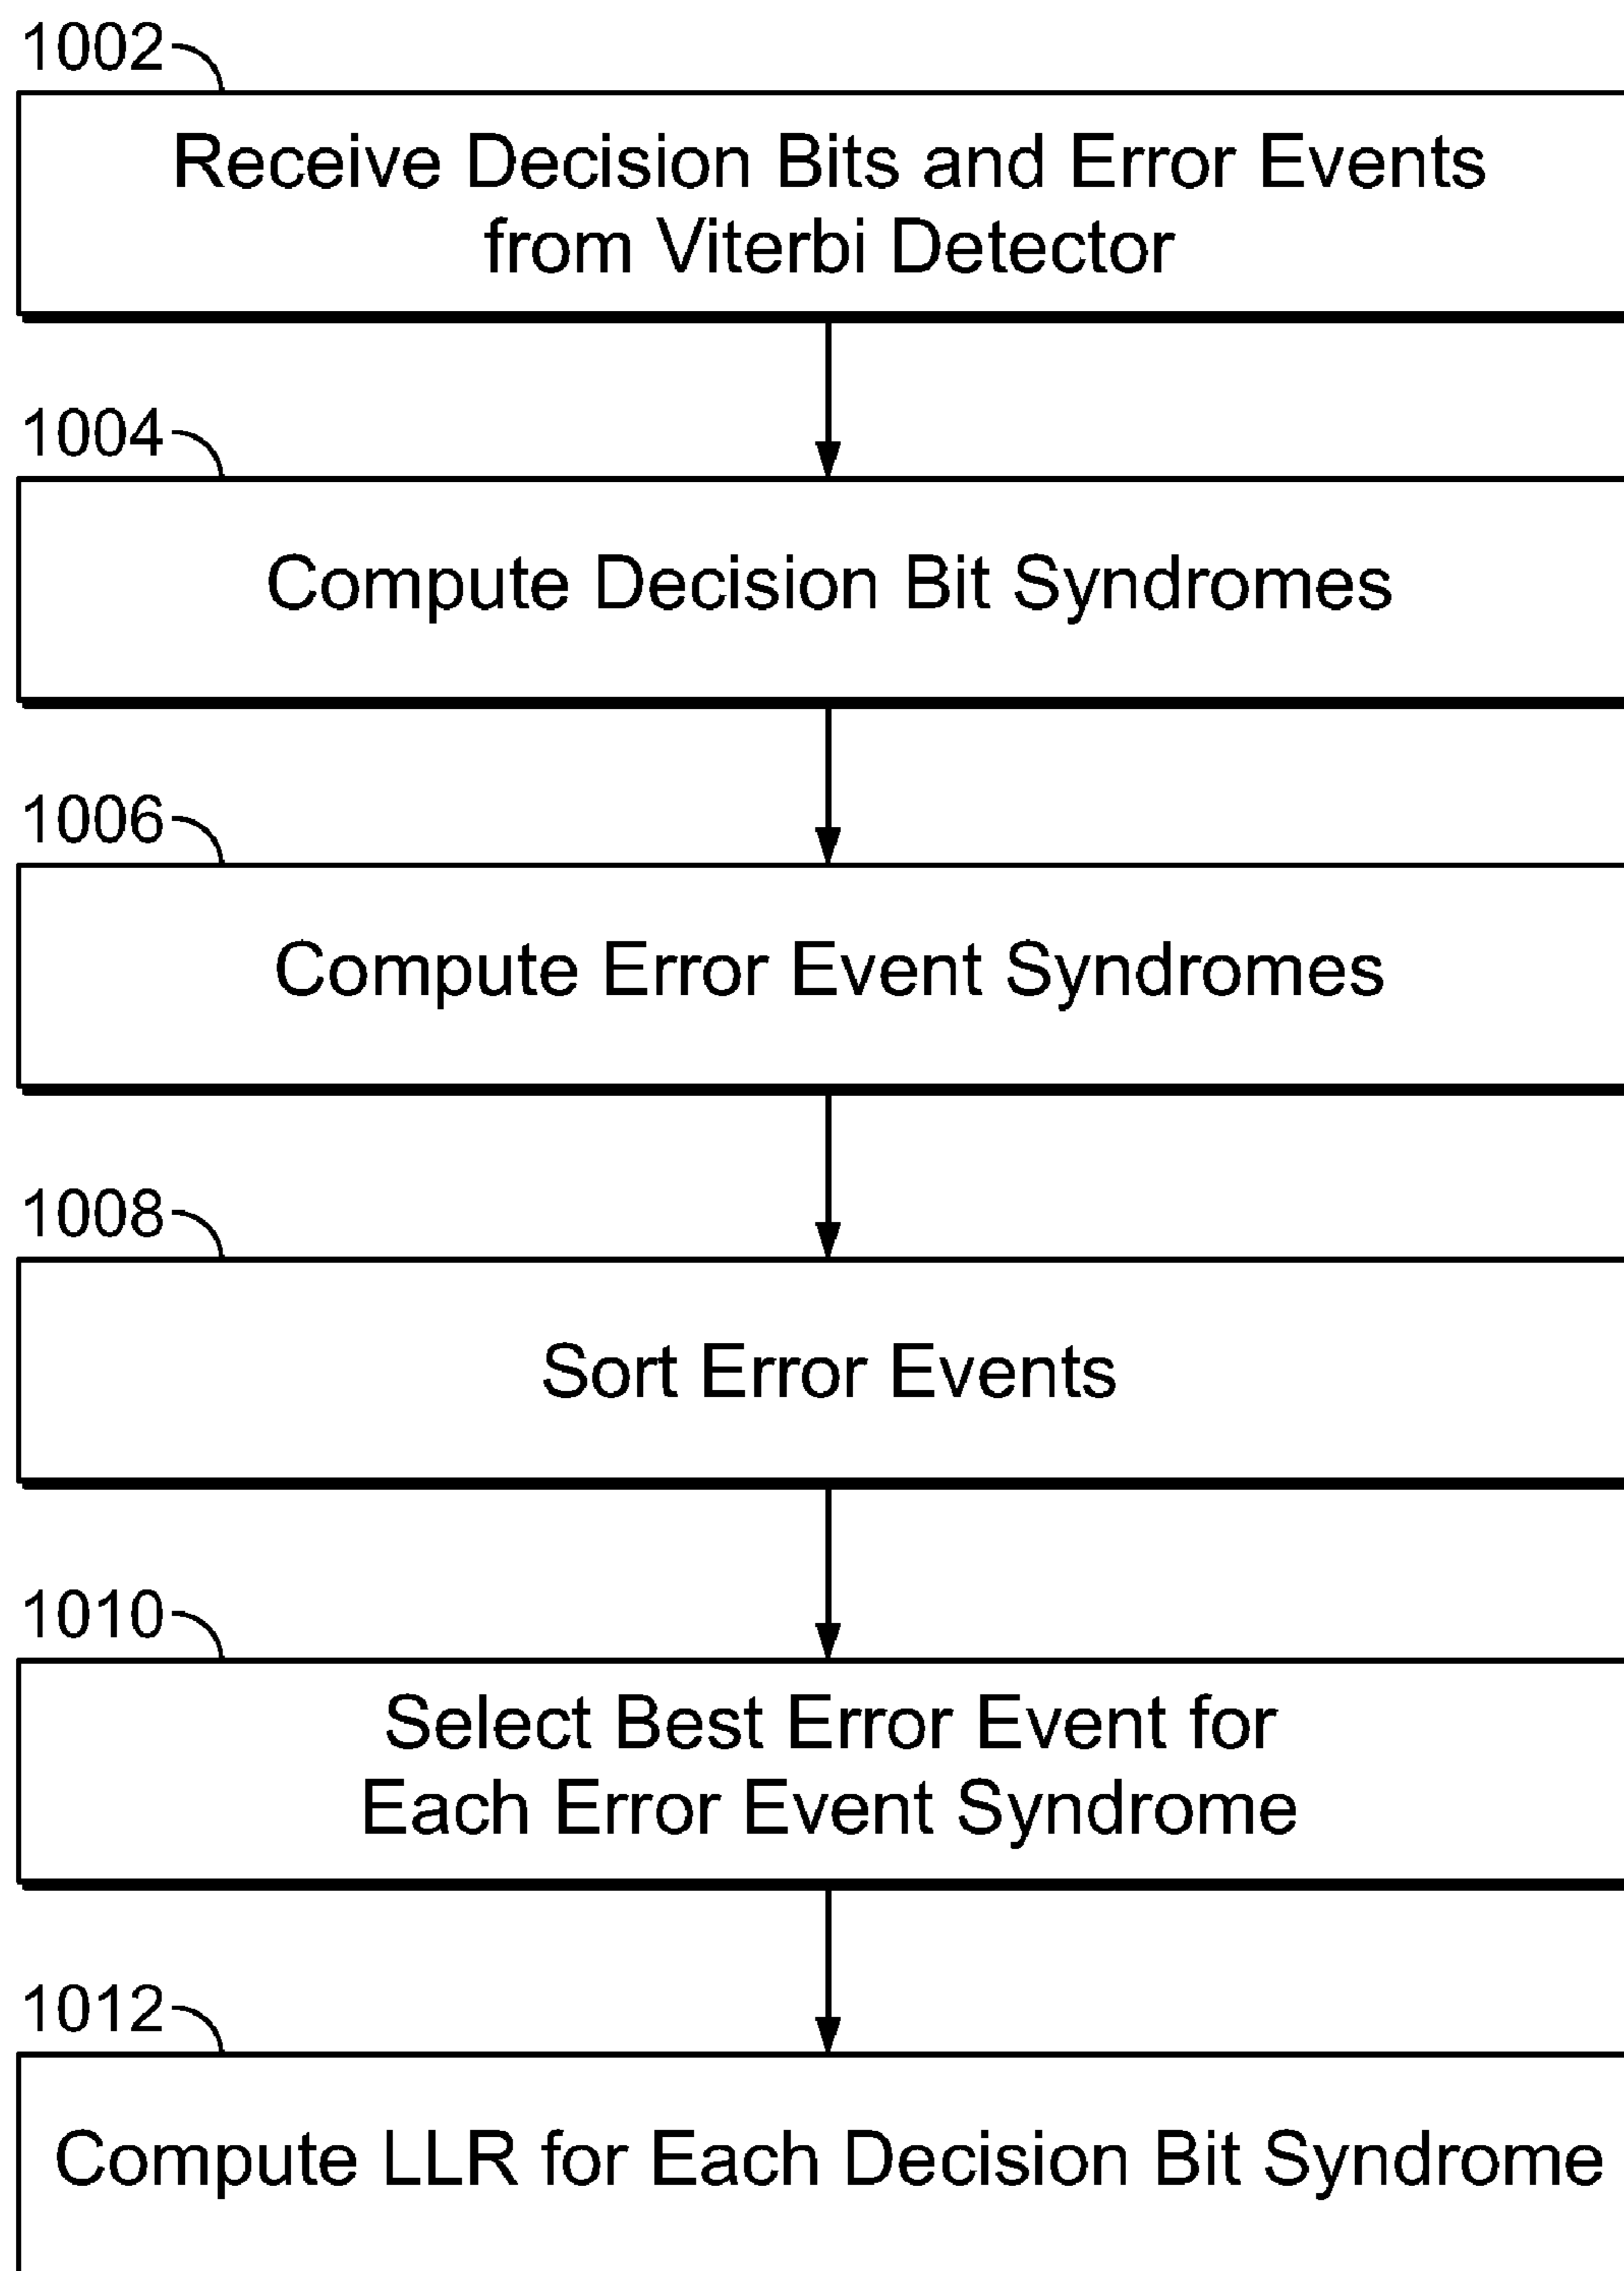 1002
Receive Decision Bits and Error Events
from Viterbi Detector
1004
Compute Decision Bit Syndromes
1006
Compute Error Event Syndromes
1008
Sort Error Events
1010
Select Best Error Event for
Each Error Event Syndrome
1012
Compute LLR for Each Decision Bit Syndrome